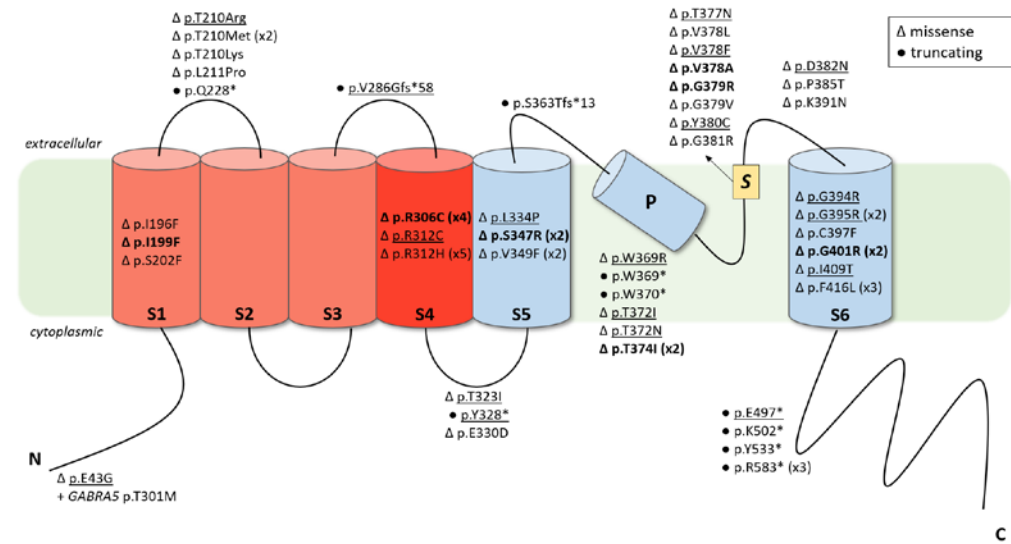 Δ p.T210Arg
Δ p.T210Met (x2)
Δ p.T210Lys
Δ p.L211Pro
● p.Q228*
● p.V286Gfs*58
● p.S363Tfs*13
Δ p.T377N
Δ p.V378L
Δ p.V378F
Δ p.V378A
Δ p.G379R
Δ p.G379V
Δ p.Y380C
Δ p.G381R
Δ p.D382N
Δ p.P385T
Δ p.K391N
Δ missense
● truncating
extracellular
cytoplasmic
Δ p.I196F
Δ p.I199F
Δ p.S202F
S1
S2
S3
Δ p.R306C (x4)
Δ p.R312C
Δ p.R312H (x5)
S4
Δ p.L334P
Δ p.S347R (x2)
Δ p.V349F (x2)
S5
P
S
Δ p.W369R
● p.W369*
● p.W370*
Δ p.T372I
Δ p.T372N
Δ p.T374I (x2)
Δ p.G394R
Δ p.G395R (x2)
Δ p.C397F
Δ p.G401R (x2)
Δ p.I409T
Δ p.F416L (x3)
S6
Δ p.T323I
● p.Y328*
Δ p.E330D
● p.E497*
● p.K502*
● p.Y533*
● p.R583* (x3)
N
Δ p.E43G
+ GABRA5 p.T301M
C